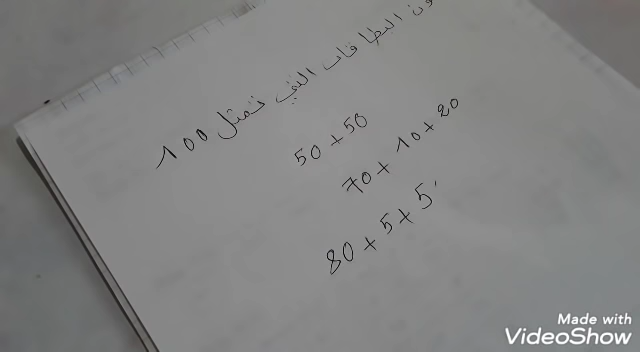 البطاقات التي تمثل 100
50 + 50
70 + 10 + 20
80 + 5 + 5
Made with
VideoShow